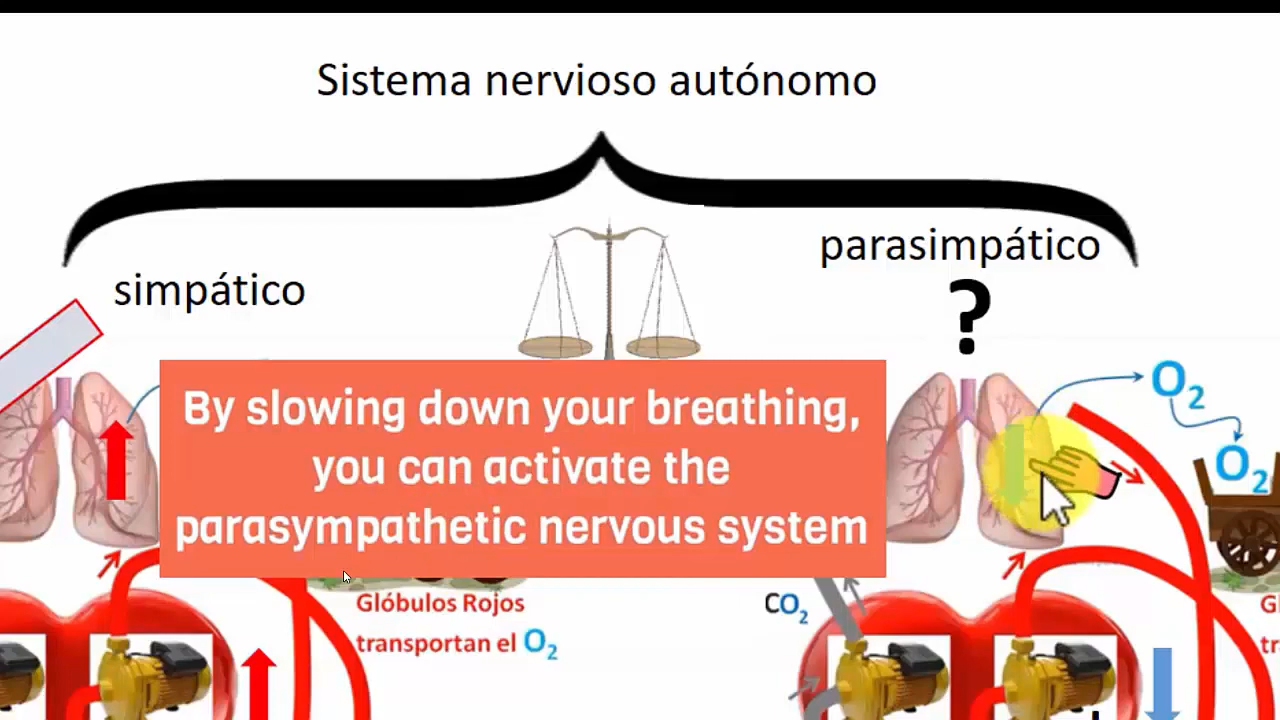 Sistema nervioso autónomo
simpático
parasimpático
?
By slowing down your breathing,
you can activate the
parasympathetic nervous system
O2
O2
Glóbulos Rojos
transportan el O2
CO2